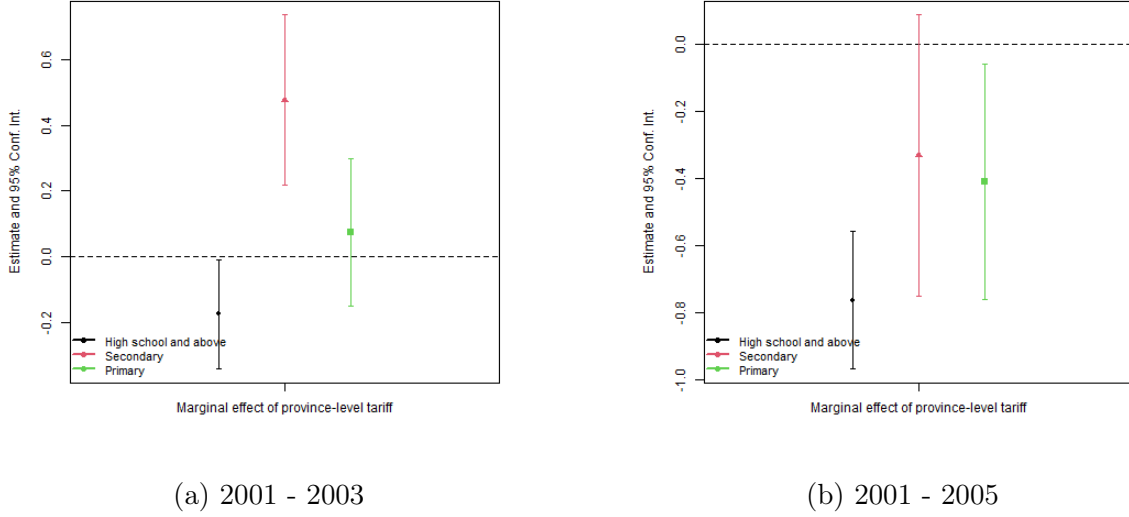 Estimate and 95% Conf. Int.
0.6
0.4
0.2
0.0
-0.2
High school and above
Secondary
Primary
Marginal effect of province-level tariff
(a) 2001 - 2003
Estimate and 95% Conf. Int.
0.0
-0.2
-0.4
-0.6
-0.8
-1.0
High school and above
Secondary
Primary
Marginal effect of province-level tariff
(b) 2001 - 2005